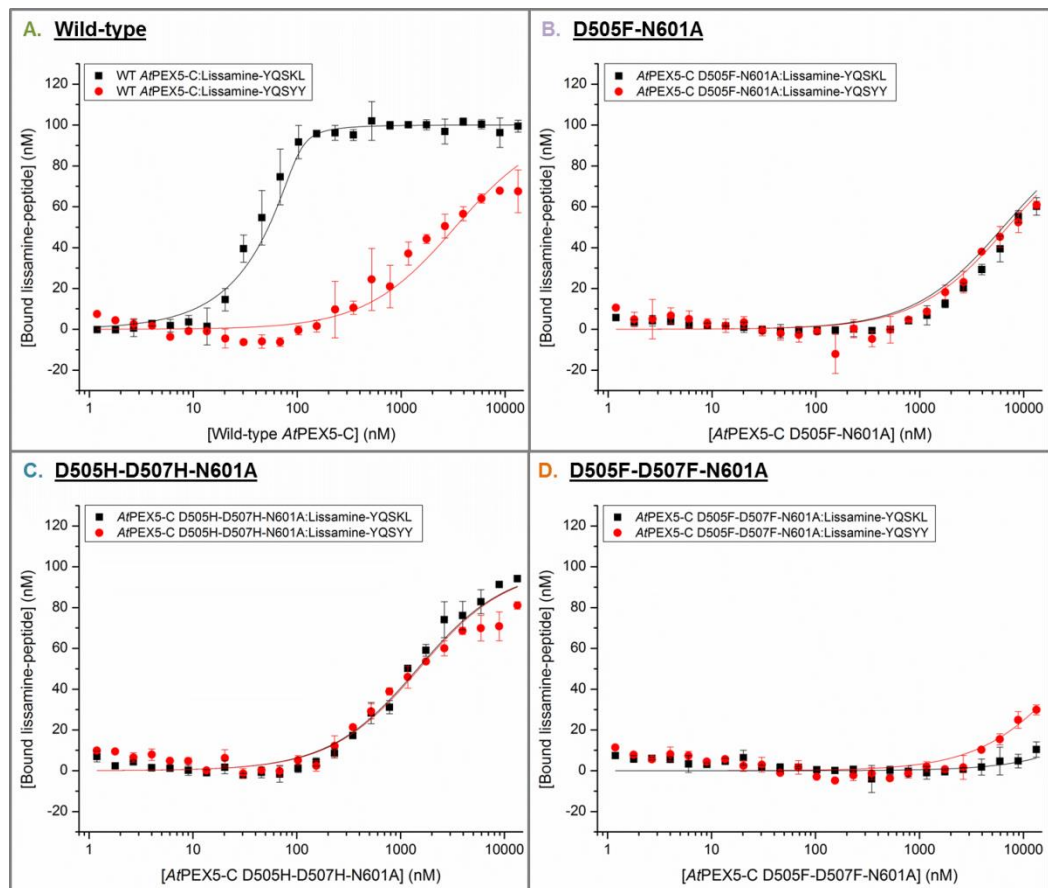 A. Wild-type
WT AtPEX5-C:Lissamine-YQSKL
WT AtPEX5-C:Lissamine-YQSYY
[Bound lissamine-peptide] (nM)
120
100
80
60
40
20
0
-20
1
10
100
1000
10000
[Wild-type AtPEX5-C] (nM)
B. D505F-N601A
AtPEX5-C D505F-N601A:Lissamine-YQSKL
AtPEX5-C D505F-N601A:Lissamine-YQSYY
[Bound lissamine-peptide] (nM)
120
100
80
60
40
20
0
-20
1
10
100
1000
10000
[AtPEX5-C D505F-N601A] (nM)
C. D505H-D507H-N601A
AtPEX5-C D505H-D507H-N601A:Lissamine-YQSKL
AtPEX5-C D505H-D507H-N601A:Lissamine-YQSYY
[Bound lissamine-peptide] (nM)
120
100
80
60
40
20
0
-20
1
10
100
1000
10000
[AtPEX5-C D505H-D507H-N601A] (nM)
D. D505F-D507F-N601A
AtPEX5-C D505F-D507F-N601A:Lissamine-YQSKL
AtPEX5-C D505F-D507F-N601A:Lissamine-YQSYY
[Bound lissamine-peptide] (nM)
120
100
80
60
40
20
0
-20
1
10
100
1000
10000
[AtPEX5-C D505F-D507F-N601A] (nM)